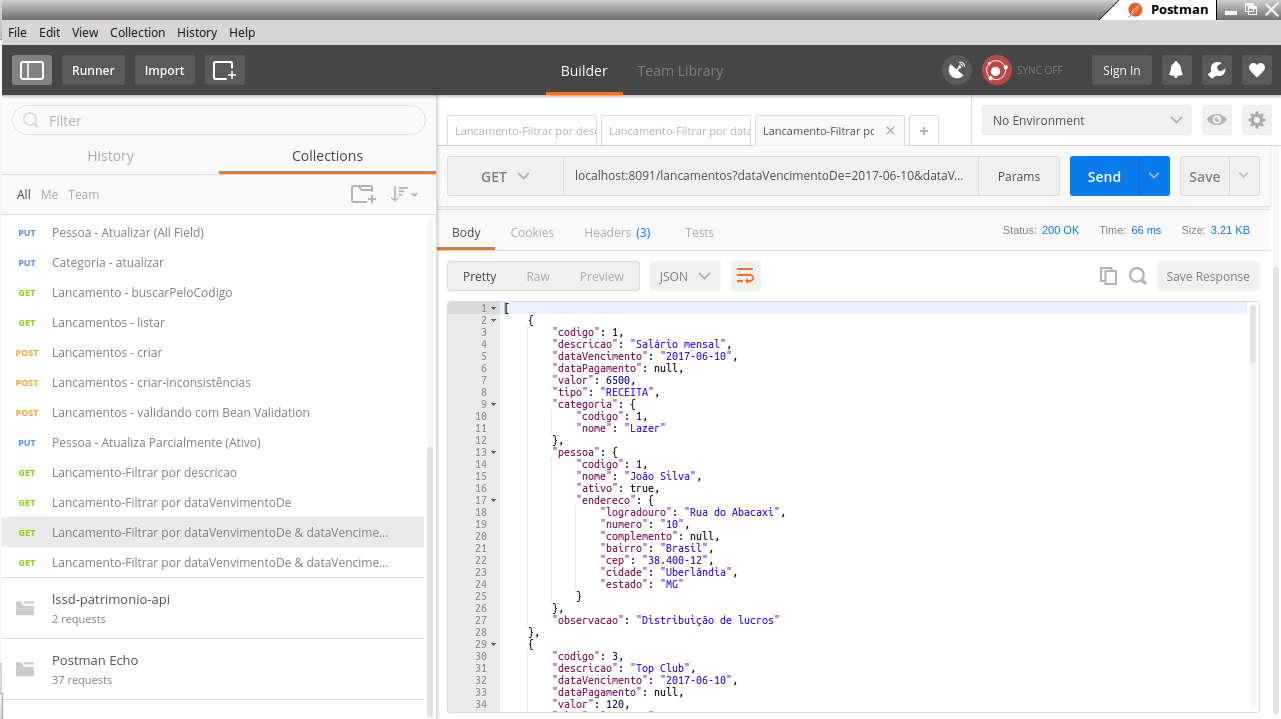 Postman
File Edit View Collection History Help
Runner Import Builder Team Library SYNC OFF Sign In
Filter
History Collections
All Me Team
PUT Pessoa - Atualizar (All Field)
PUT Categoria - atualizar
GET Lancamento - buscarPeloCodigo
GET Lancamentos - listar
POST Lancamentos - criar
POST Lancamentos - criar-inconsistências
POST Lancamentos - validando com Bean Validation
PUT Pessoa - Atualiza Parcialmente (Ativo)
GET Lancamento-Filtrar por descricao
GET Lancamento-Filtrar por dataVenvimentoDe
GET Lancamento-Filtrar por dataVenvimentoDe & dataVencime...
GET Lancamento-Filtrar por dataVenvimentoDe & dataVencime...
lssd-patrimonio-api
2 requests
Postman Echo
37 requests
Lancamento-Filtrar por desc Lancamento-Filtrar por data Lancamento-Filtrar pc × + No Environment
GET localhost:8091/lancamentos?dataVencimentoDe=2017-06-10&dataV... Params Send Save
Body Cookies Headers (3) Tests Status: 200 OK Time: 66 ms Size: 3.21 KB
Pretty Raw Preview JSON Save Response
1 [
2 {
3 "codigo": 1,
4 "descricao": "Salário mensal",
5 "dataVencimento": "2017-06-10",
6 "dataPagamento": null,
7 "valor": 6500,
8 "tipo": "RECEITA",
9 "categoria": {
10 "codigo": 1,
11 "nome": "Lazer"
12 },
13 "pessoa": {
14 "codigo": 1,
15 "nome": "João Silva",
16 "ativo": true,
17 "endereco": {
18 "logradouro": "Rua do Abacaxi",
19 "numero": "10",
20 "complemento": null,
21 "bairro": "Brasil",
22 "cep": "38.400-12",
23 "cidade": "Uberlândia",
24 "estado": "MG"
25 }
26 },
27 "observacao": "Distribuição de lucros"
28 },
29 {
30 "codigo": 3,
31 "descricao": "Top Club",
32 "dataVencimento": "2017-06-10",
33 "dataPagamento": null,
34 "valor": 120,